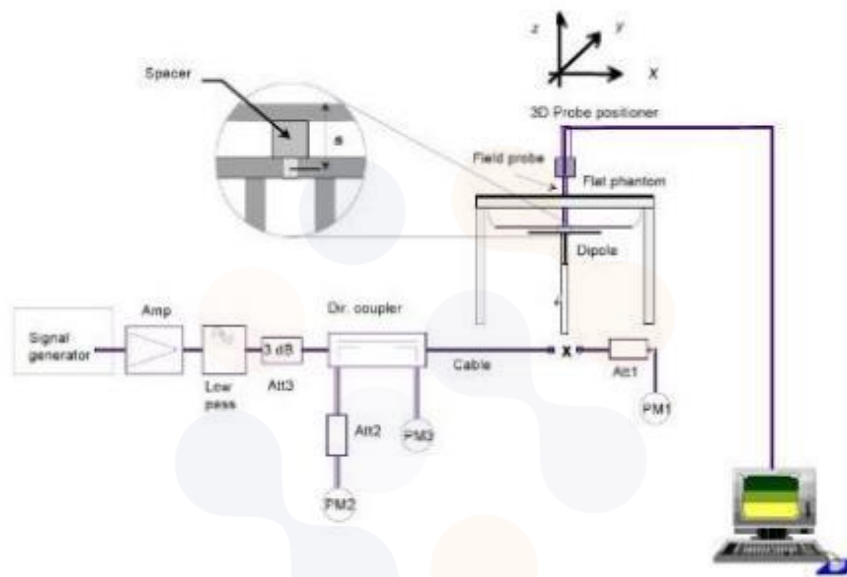 z
y
X
Spacer
3D Probe positioner
s
Field probe
Flat phantom
Dipole
Amp
Dir. coupler
Signal
generator
3 dB
Cable
x
Low
pass
Att3
Att1
PM1
Att2
PM3
PM2